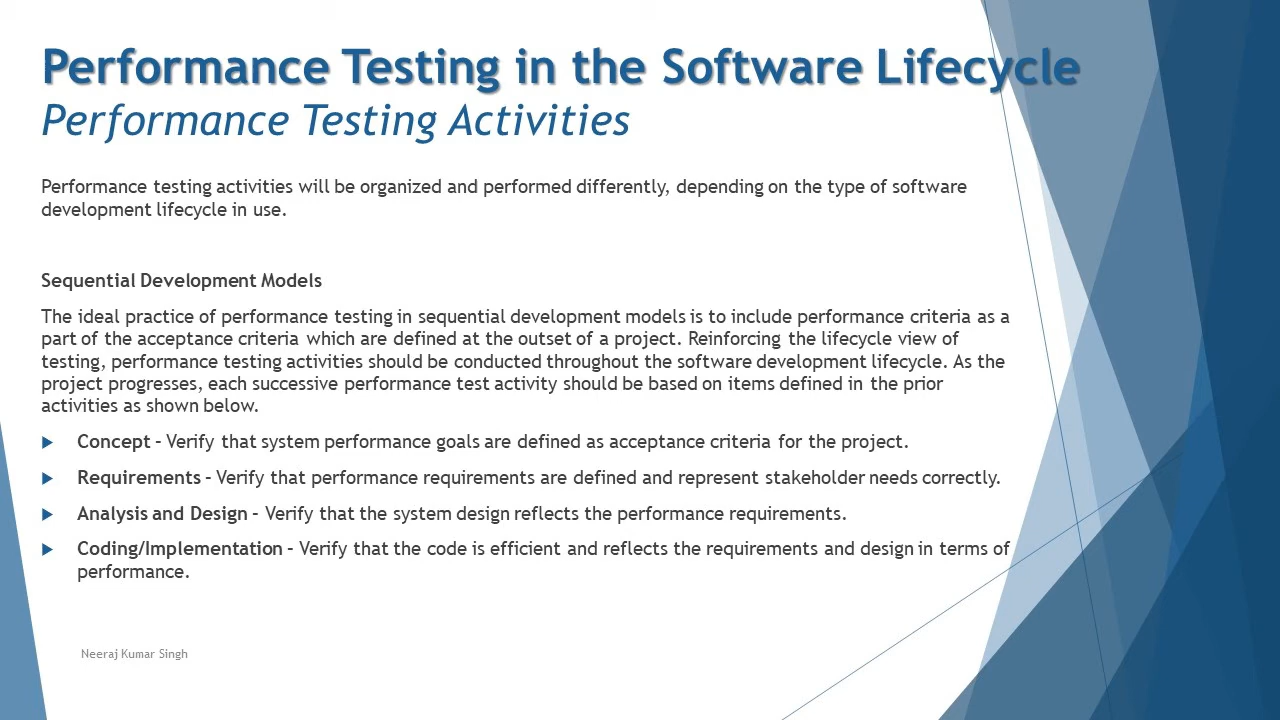 Performance Testing in the Software Lifecycle
Performance Testing Activities
Performance testing activities will be organized and performed differently, depending on the type of software
development lifecycle in use.
Sequential Development Models
The ideal practice of performance testing in sequential development models is to include performance criteria as a
part of the acceptance criteria which are defined at the outset of a project. Reinforcing the lifecycle view of
testing, performance testing activities should be conducted throughout the software development lifecycle. As the
project progresses, each successive performance test activity should be based on items defined in the prior
activities as shown below.
Concept – Verify that system performance goals are defined as acceptance criteria for the project.
Requirements – Verify that performance requirements are defined and represent stakeholder needs correctly.
Analysis and Design – Verify that the system design reflects the performance requirements.
Coding/Implementation – Verify that the code is efficient and reflects the requirements and design in terms of
performance.
Neeraj Kumar Singh